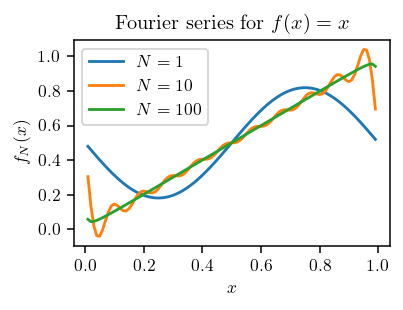 Fourier series for f(x) = x
N = 1
N = 10
N = 100
1.0
0.8
0.6
0.4
0.2
0.0
f_N(x)
0.0 0.2 0.4 0.6 0.8 1.0
x